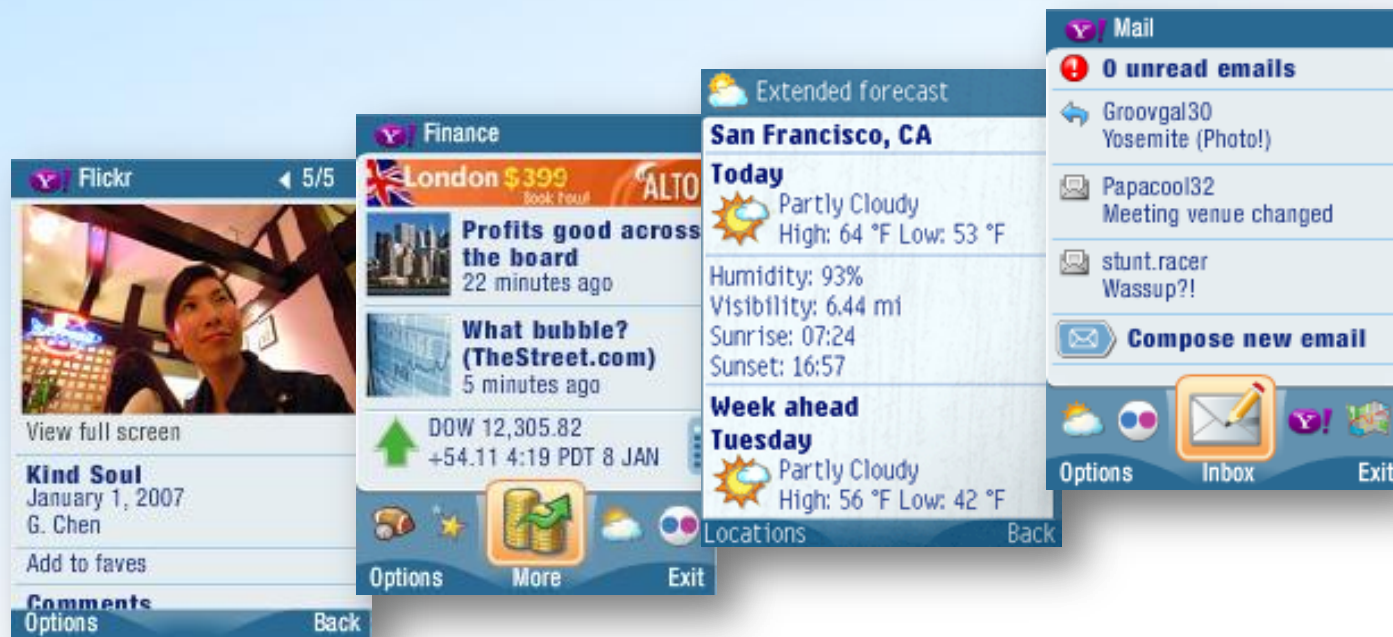 Y! Flickr 5/5
View full screen
Kind Soul
January 1, 2007
G. Chen
Add to faves
Comments
Options Back
Y! Finance
London $399
Book now!
ALTO
Profits good across
the board
22 minutes ago
What bubble?
(TheStreet.com)
5 minutes ago
DOW 12,305.82
+54.11 4:19 PDT 8 JAN
Options More Exit
Extended forecast
San Francisco, CA
Today
Partly Cloudy
High: 64 °F Low: 53 °F
Humidity: 93%
Visibility: 6.44 mi
Sunrise: 07:24
Sunset: 16:57
Week ahead
Tuesday
Partly Cloudy
High: 56 °F Low: 42 °F
Locations Back
Y! Mail
0 unread emails
Groovgal30
Yosemite (Photo!)
Papacool32
Meeting venue changed
stunt.racer
Wassup?!
Compose new email
Y!
Options Inbox Exit